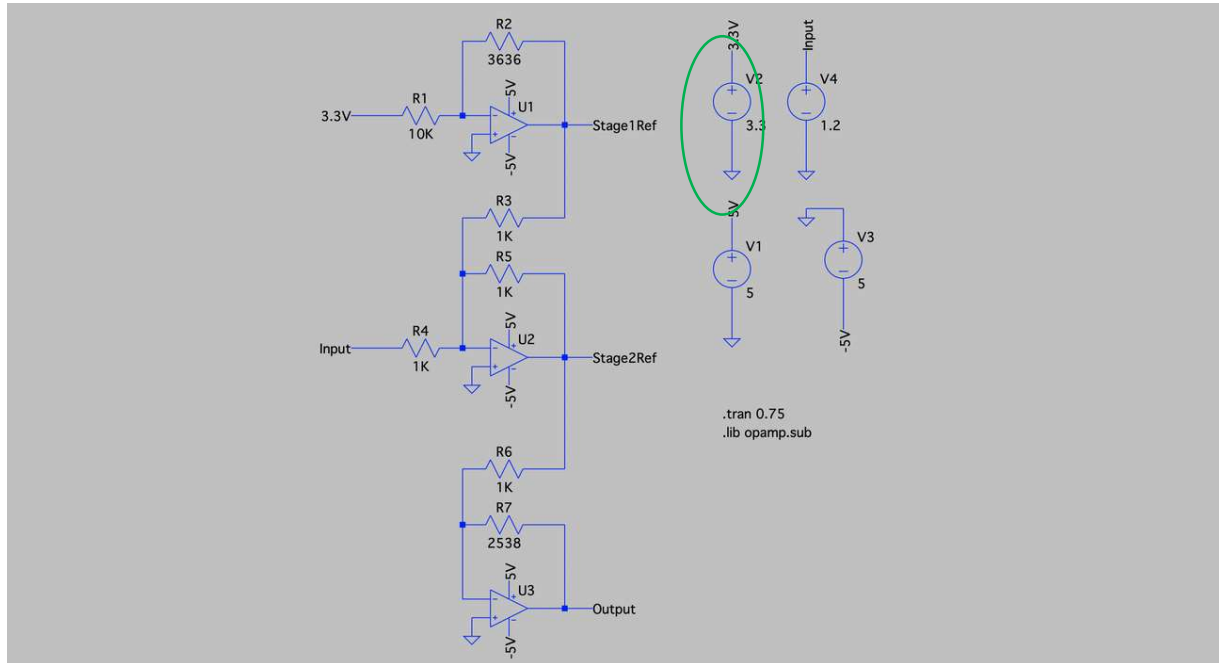 R2
3636
5V
U1
R1
3.3V
10K
Stage1Ref
-5V
R3
1K
R5
1K
5V
U2
R4
Input
1K
Stage2Ref
-5V
R6
1K
R7
2538
5V
U3
Output
-5V
3.3V
V2
3.3
Input
V4
1.2
5V
V1
5
V3
5
-5V
.tran 0.75
.lib opamp.sub